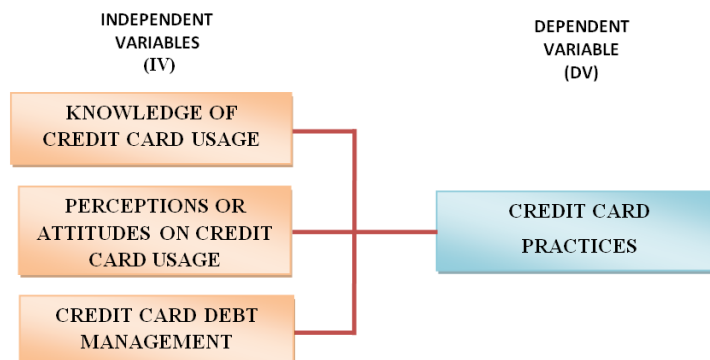 INDEPENDENT
VARIABLES
(IV)
DEPENDENT
VARIABLE
(DV)
KNOWLEDGE OF
CREDIT CARD USAGE
PERCEPTIONS OR
ATTITUDES ON CREDIT
CARD USAGE
CREDIT CARD DEBT
MANAGEMENT
CREDIT CARD
PRACTICES